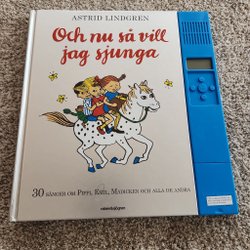 ASTRID LINDGREN
Och nu så vill
jag sjunga
30 SÅNGER OM PIPPI, EMIL, MADICKEN OCH ALLA DE ANDRA